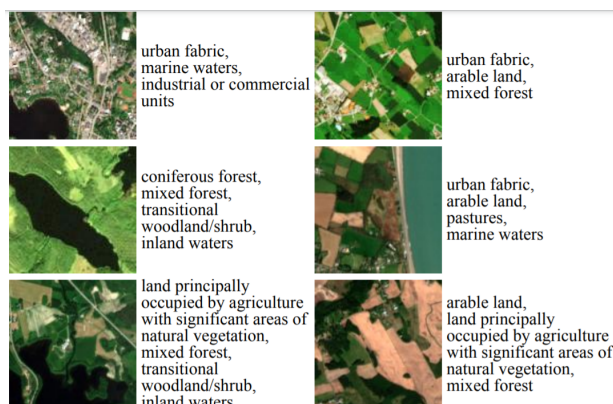 urban fabric,
marine waters,
industrial or commercial
units
urban fabric,
arable land,
mixed forest
coniferous forest,
mixed forest,
transitional
woodland/shrub,
inland waters
urban fabric,
arable land,
pastures,
marine waters
land principally
occupied by agriculture
with significant areas of
natural vegetation,
mixed forest,
transitional
woodland/shrub,
inland waters
arable land,
land principally
occupied by agriculture
with significant areas of
natural vegetation,
mixed forest